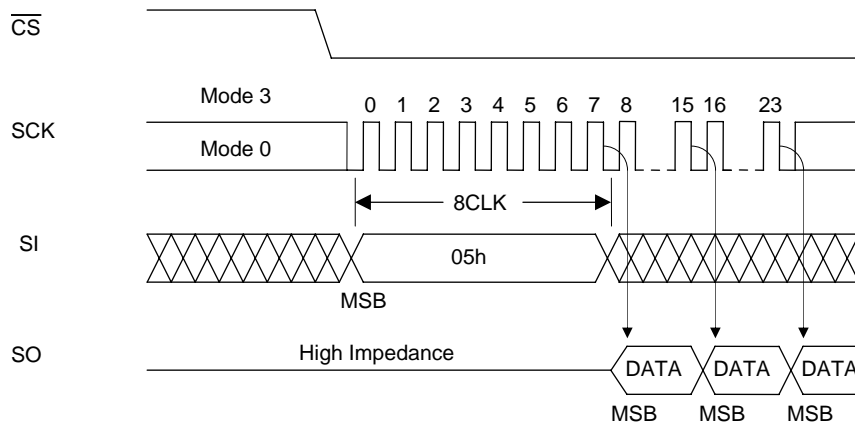 CS
Mode 3
0 1 2 3 4 5 6 7 8 15 16 23
SCK
Mode 0
8CLK
SI
05h
MSB
High Impedance
SO
DATA DATA DATA
MSB MSB MSB